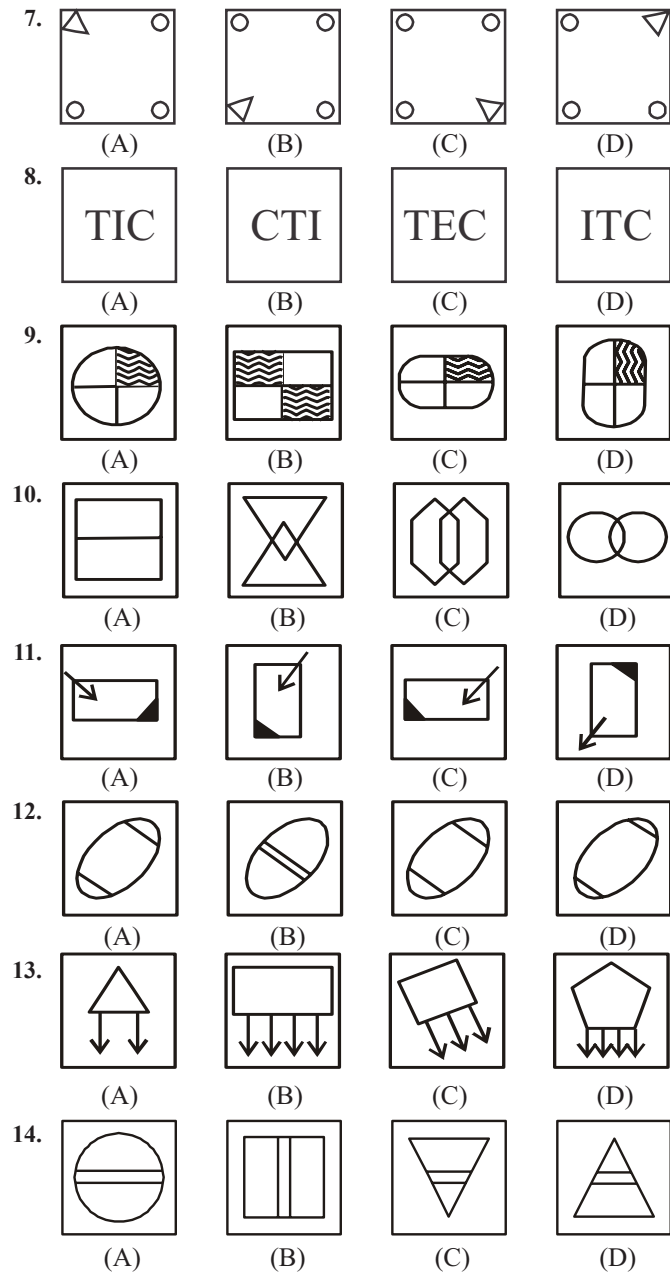 7.
(A) (B) (C) (D)
8.
TIC CTI TEC ITC
(A) (B) (C) (D)
9.
(A) (B) (C) (D)
10.
(A) (B) (C) (D)
11.
(A) (B) (C) (D)
12.
(A) (B) (C) (D)
13.
(A) (B) (C) (D)
14.
(A) (B) (C) (D)